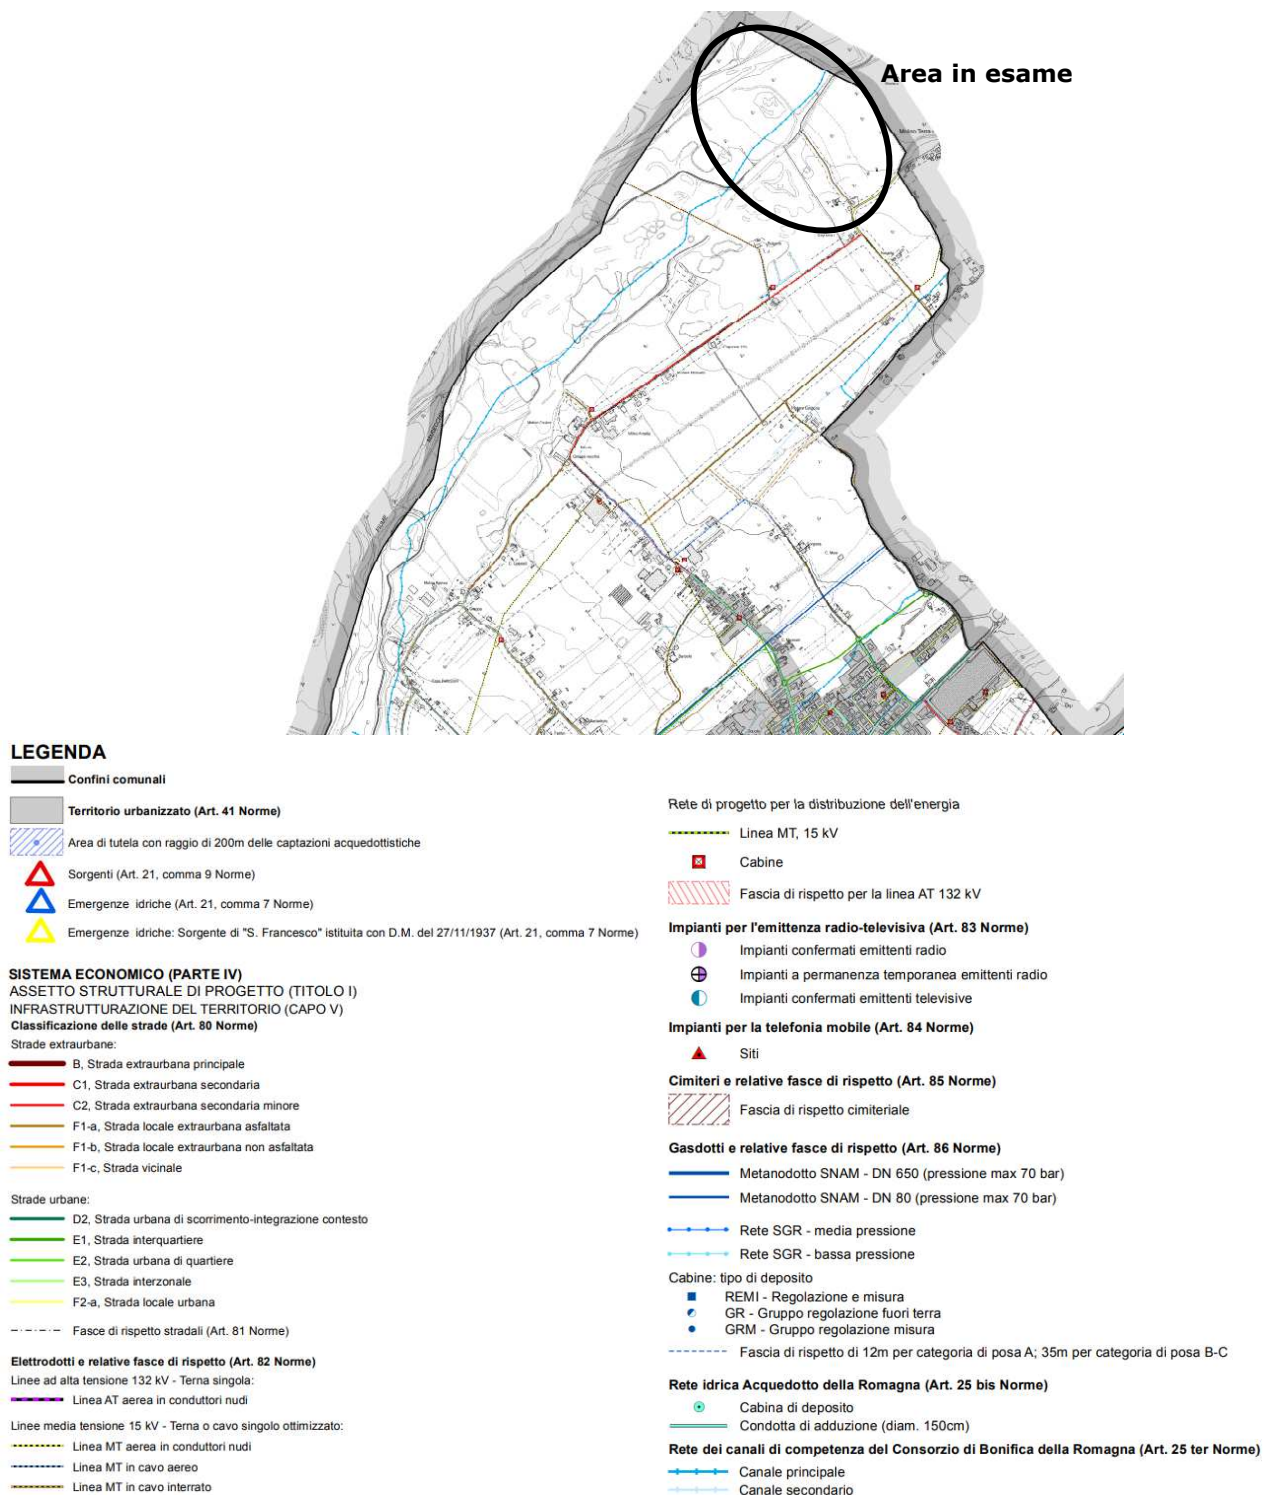 Area in esame
LEGENDA
Confini comunali
Territorio urbanizzato (Art. 41 Norme)
Area di tutela con raggio di 200m delle captazioni acquedottistiche
Sorgenti (Art. 21, comma 9 Norme)
Emergenze idriche (Art. 21, comma 7 Norme)
Emergenze idriche: Sorgente di "S. Francesco" istituita con D.M. del 27/11/1937 (Art. 21, comma 7 Norme)
SISTEMA ECONOMICO (PARTE IV)
ASSETTO STRUTTURALE DI PROGETTO (TITOLO I)
INFRASTRUTTURAZIONE DEL TERRITORIO (CAPO V)
Classificazione delle strade (Art. 80 Norme)
Strade extraurbane:
B, Strada extraurbana principale
C1, Strada extraurbana secondaria
C2, Strada extraurbana secondaria minore
F1-a, Strada locale extraurbana asfaltata
F1-b, Strada locale extraurbana non asfaltata
F1-c, Strada vicinale
Strade urbane:
D2, Strada urbana di scorrimento-integrazione contesto
E1, Strada interquartiere
E2, Strada urbana di quartiere
E3, Strada interzonale
F2-a, Strada locale urbana
Fasce di rispetto stradali (Art. 81 Norme)
Elettrodotti e relative fasce di rispetto (Art. 82 Norme)
Linee ad alta tensione 132 kV - Terna singola:
Linea AT aerea in conduttori nudi
Linee media tensione 15 kV - Terna o cavo singolo ottimizzato:
Linea MT aerea in conduttori nudi
Linea MT in cavo aereo
Linea MT in cavo interrato
Rete di progetto per la distribuzione dell'energia
Linea MT, 15 kV
Cabine
Fascia di rispetto per la linea AT 132 kV
Impianti per l'emittenza radio-televisiva (Art. 83 Norme)
Impianti confermati emittenti radio
Impianti a permanenza temporanea emittenti radio
Impianti confermati emittenti televisive
Impianti per la telefonia mobile (Art. 84 Norme)
Siti
Cimiteri e relative fasce di rispetto (Art. 85 Norme)
Fascia di rispetto cimiteriale
Gasdotti e relative fasce di rispetto (Art. 86 Norme)
Metanodotto SNAM - DN 650 (pressione max 70 bar)
Metanodotto SNAM - DN 80 (pressione max 70 bar)
Rete SGR - media pressione
Rete SGR - bassa pressione
Cabine: tipo di deposito
REMI - Regolazione e misura
GR - Gruppo regolazione fuori terra
GRM - Gruppo regolazione misura
Fascia di rispetto di 12m per categoria di posa A; 35m per categoria di posa B-C
Rete idrica Acquedotto della Romagna (Art. 25 bis Norme)
Cabina di deposito
Condotta di adduzione (diam. 150cm)
Rete dei canali di competenza del Consorzio di Bonifica della Romagna (Art. 25 ter Norme)
Canale principale
Canale secondario